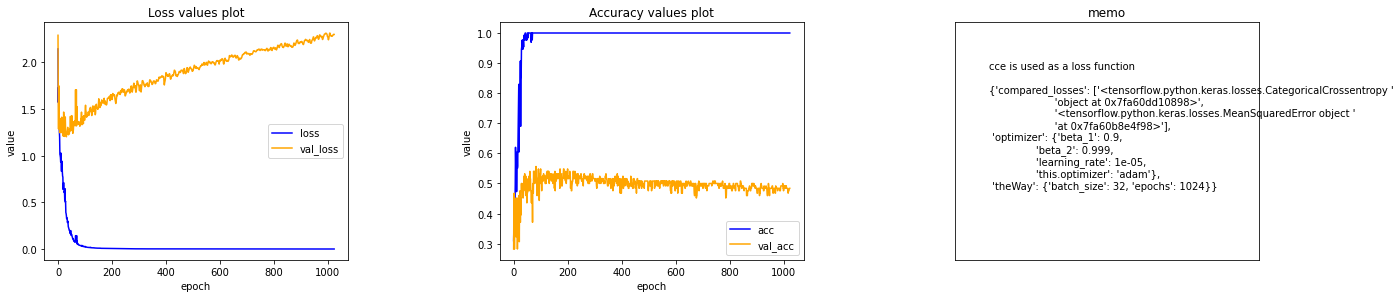 Loss values plot
value
2.0
1.5
1.0
0.5
0.0
loss
val_loss
0 200 400 600 800 1000
epoch
Accuracy values plot
value
1.0
0.9
0.8
0.7
0.6
0.5
0.4
0.3
acc
val_acc
0 200 400 600 800 1000
epoch
memo
cce is used as a loss function
{'compared_losses': ['<tensorflow.python.keras.losses.CategoricalCrossentropy '
'object at 0x7fa60dd10898>',
'<tensorflow.python.keras.losses.MeanSquaredError object '
'at 0x7fa60b8e4f98>'],
'optimizer': {'beta_1': 0.9,
'beta_2': 0.999,
'learning_rate': 1e-05,
'this.optimizer': 'adam'},
'theWay': {'batch_size': 32, 'epochs': 1024}}